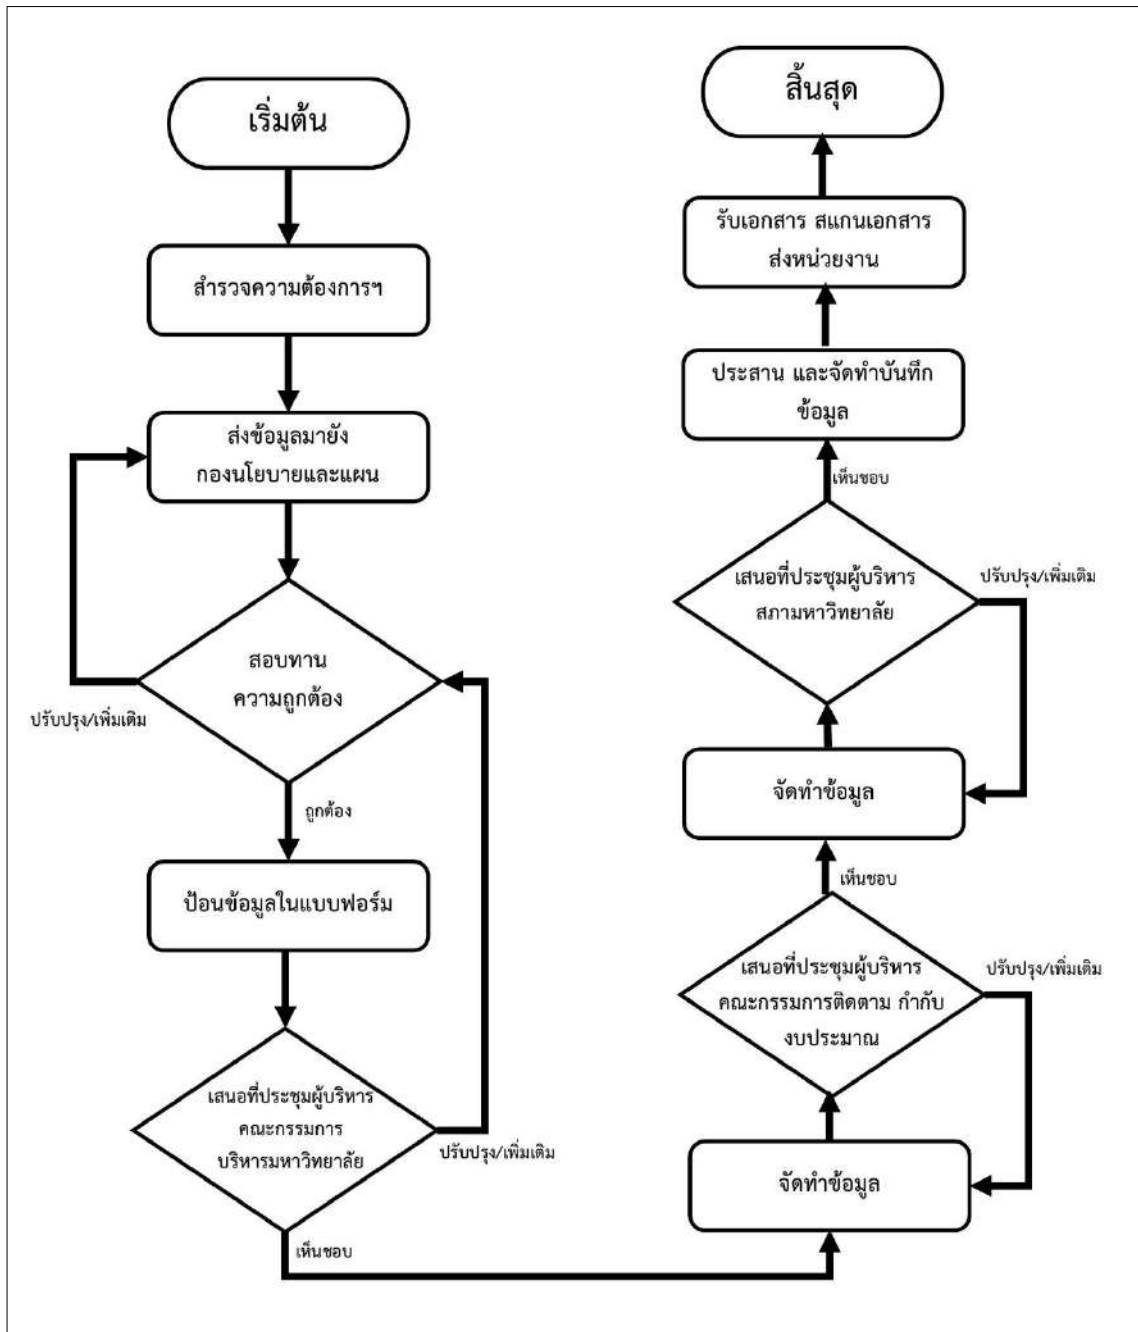 เริ่มต้น
สำรวจความต้องการฯ
ส่งข้อมูลมายัง
กองนโยบายและแผน
สอบทาน
ความถูกต้อง
ปรับปรุง/เพิ่มเติม
ถูกต้อง
ป้อนข้อมูลในแบบฟอร์ม
เสนอที่ประชุมผู้บริหาร
คณะกรรมการ
บริหารมหาวิทยาลัย
ปรับปรุง/เพิ่มเติม
เห็นชอบ
จัดทำข้อมูล
เสนอที่ประชุมผู้บริหาร
คณะกรรมการติดตาม กำกับ
งบประมาณ
ปรับปรุง/เพิ่มเติม
เห็นชอบ
จัดทำข้อมูล
เสนอที่ประชุมผู้บริหาร
สภามหาวิทยาลัย
ปรับปรุง/เพิ่มเติม
เห็นชอบ
ประสาน และจัดทำบันทึก
ข้อมูล
รับเอกสาร สแกนเอกสาร
ส่งหน่วยงาน
สิ้นสุด